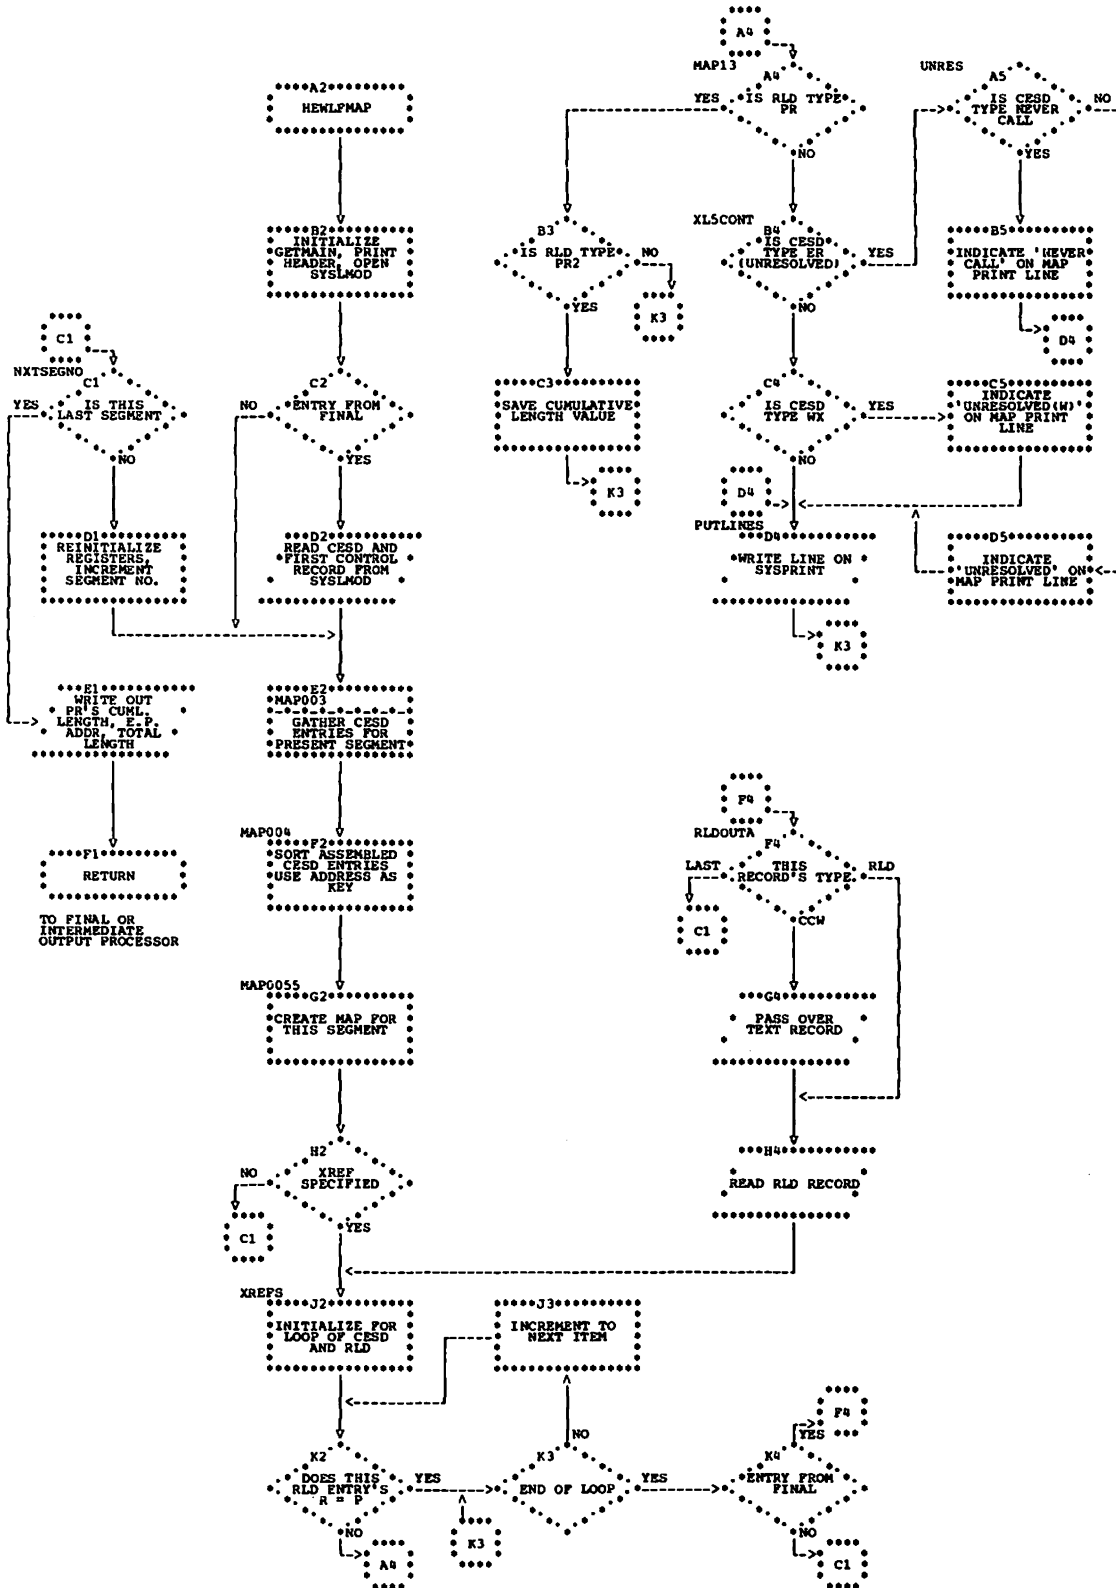 A4
MAP13
A4
IS RLD TYPE
PR
YES
NO
UNRES
A5
IS CESD
TYPE NEVER
CALL
NO
YES
A2
HEWLFMAP
B2
INITIALIZE
GETMAIN, PRINT
HEADER, OPEN
SYSLMOD
B3
IS RLD TYPE
PR2
NO
YES
K3
XL5CONT
B4
IS CESD
TYPE ER
(UNRESOLVED)
YES
NO
B5
INDICATE 'NEVER
CALL' ON MAP
PRINT LINE
D4
C1
NXTSEGNO
C1
IS THIS
LAST SEGMENT
YES
NO
C2
ENTRY FROM
FINAL
NO
YES
C3
SAVE CUMULATIVE
LENGTH VALUE
K3
C4
IS CESD
TYPE WX
YES
NO
C5
INDICATE
'UNRESOLVED(W)'
ON MAP PRINT
LINE
D1
REINITIALIZE
REGISTERS,
INCREMENT
SEGMENT NO.
D2
READ CESD AND
FIRST CONTROL
RECORD FROM
SYSLMOD
D4
PUTLINES
D4
WRITE LINE ON
SYSPRINT
K3
D5
INDICATE
'UNRESOLVED' ON
MAP PRINT LINE
E1
WRITE OUT
PR'S CUML.
LENGTH, E.P.
ADDR, TOTAL
LENGTH
E2
MAP003
GATHER CESD
ENTRIES FOR
PRESENT SEGMENT
F1
RETURN
TO FINAL OR
INTERMEDIATE
OUTPUT PROCESSOR
MAP004
F2
SORT ASSEMBLED
CESD ENTRIES
USE ADDRESS AS
KEY
F4
RLDOUTA
F4
THIS
RECORD'S TYPE
LAST
RLD
CCW
C1
MAP0055
G2
CREATE MAP FOR
THIS SEGMENT
G4
PASS OVER
TEXT RECORD
H2
XREF
SPECIFIED
NO
YES
C1
H4
READ RLD RECORD
XREFS
J2
INITIALIZE FOR
LOOP OF CESD
AND RLD
J3
INCREMENT TO
NEXT ITEM
K2
DOES THIS
RLD ENTRY'S
R = P
YES
NO
A4
K3
K3
END OF LOOP
NO
YES
K4
ENTRY FROM
FINAL
YES
F4
NO
C1